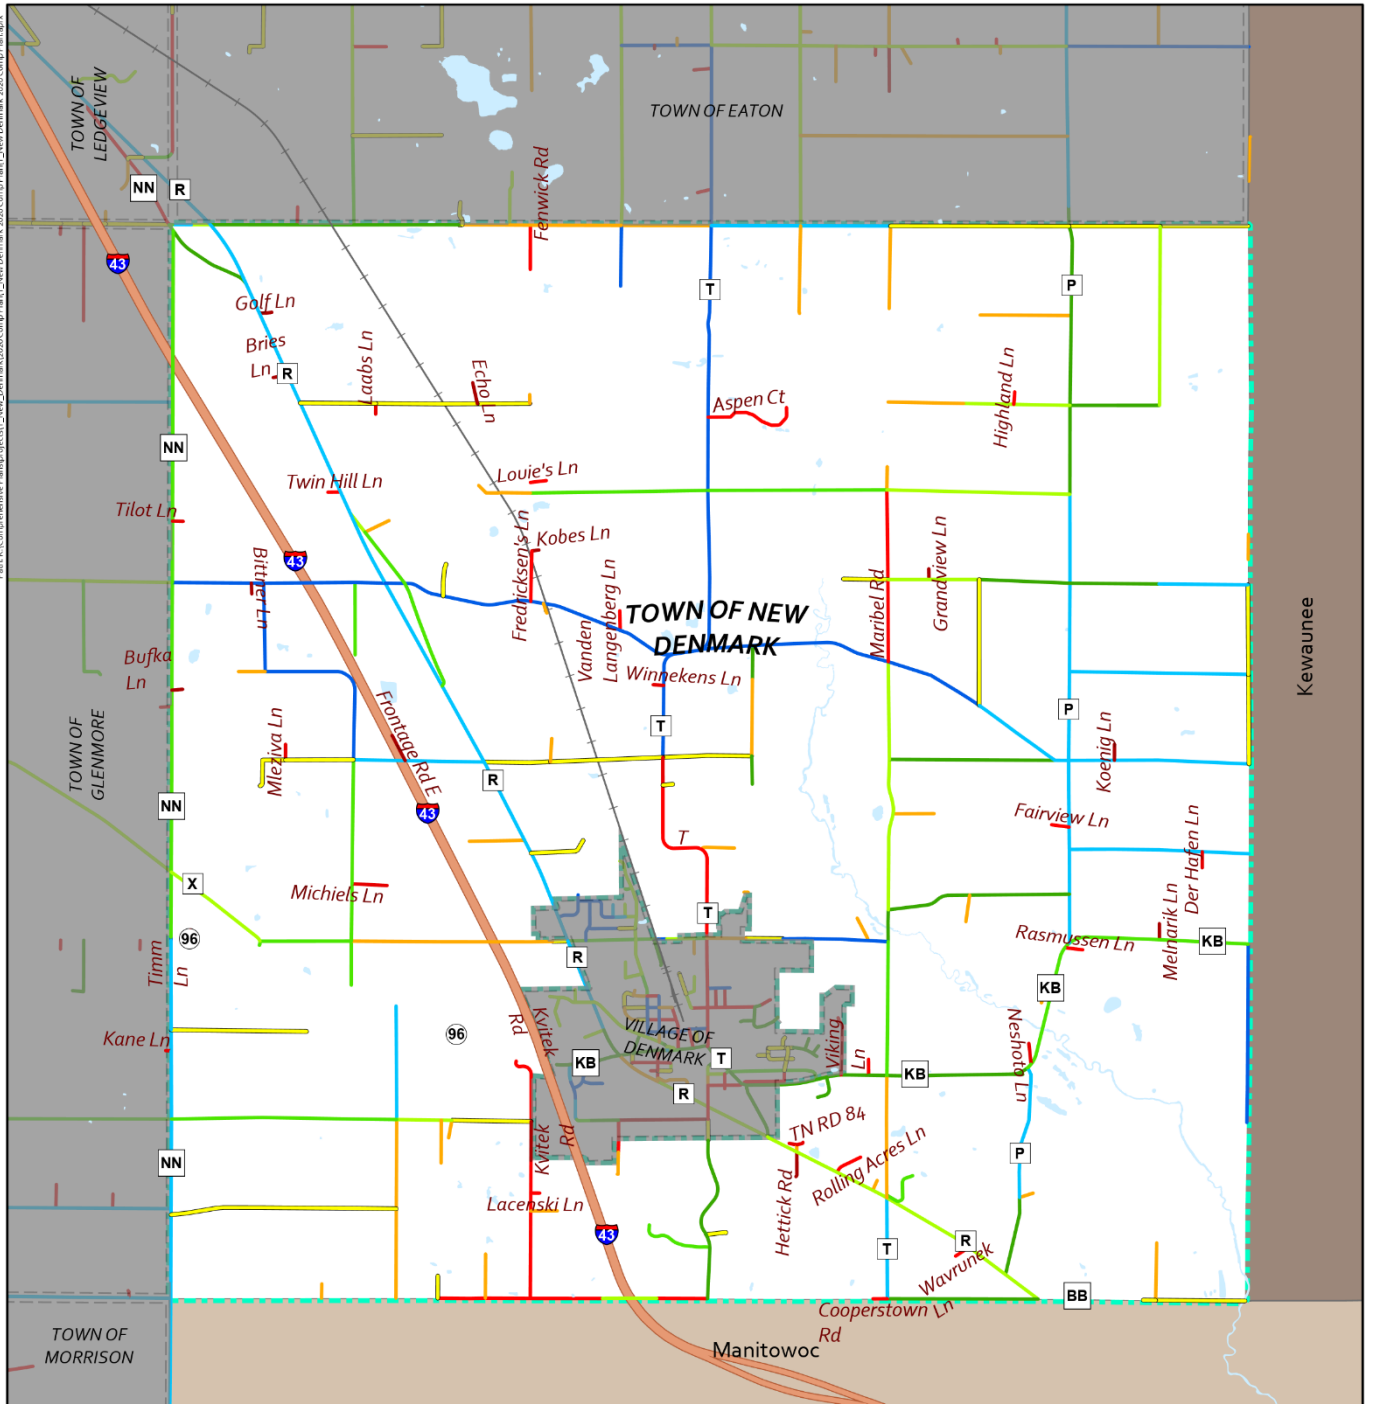 TOWN OF
LEDGEVIEW
TOWN OF EATON
NN
R
Fenwick Rd
43
T
P
Golf Ln
Bries
Ln
R
Laabs Ln
Echo Ln
Aspen Ct
Highland Ln
NN
Twin Hill Ln
Louie's Ln
Tilot Ln
Kobes Ln
Fredricksen's Ln
Grandview Ln
43
Bittner Ln
Vanden
Langenberg Ln
TOWN OF NEW
DENMARK
Maribel Rd
Kewaunee
Bufka
Ln
Winnekens Ln
TOWN OF
GLENMORE
Mleziva Ln
Frontage Rd E
T
P
Koenig Ln
R
NN
43
Fairview Ln
T
Der Hafen Ln
X
Michiels Ln
T
Melnarik Ln
96
Timm
Ln
R
Rasmussen Ln
KB
KB
Kane Ln
96
Kvitek
Rd
VILLAGE OF
DENMARK
T
Viking
Ln
Neshoto Ln
KB
KB
R
TN RD 84
Kvitek
Rd
Rolling Acres Ln
NN
P
Hettick Rd
Lacenski Ln
43
T
R
Wavrunek
Ln
BB
Cooperstown
Rd
TOWN OF
MORRISON
Manitowoc